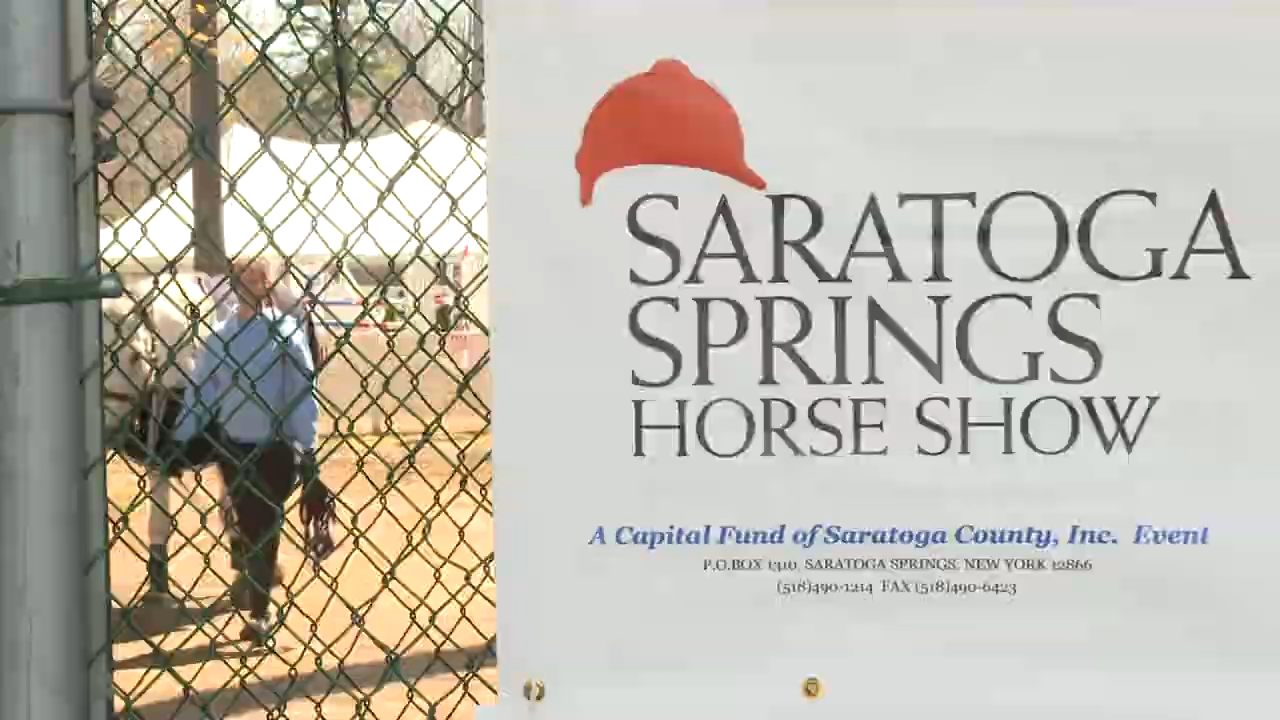 SARATOGA
SPRINGS
HORSE SHOW
A Capital Fund of Saratoga County, Inc. Event
P.O.BOX 1310, SARATOGA SPRINGS, NEW YORK 12866
(518)490-1214 FAX (518)490-6423